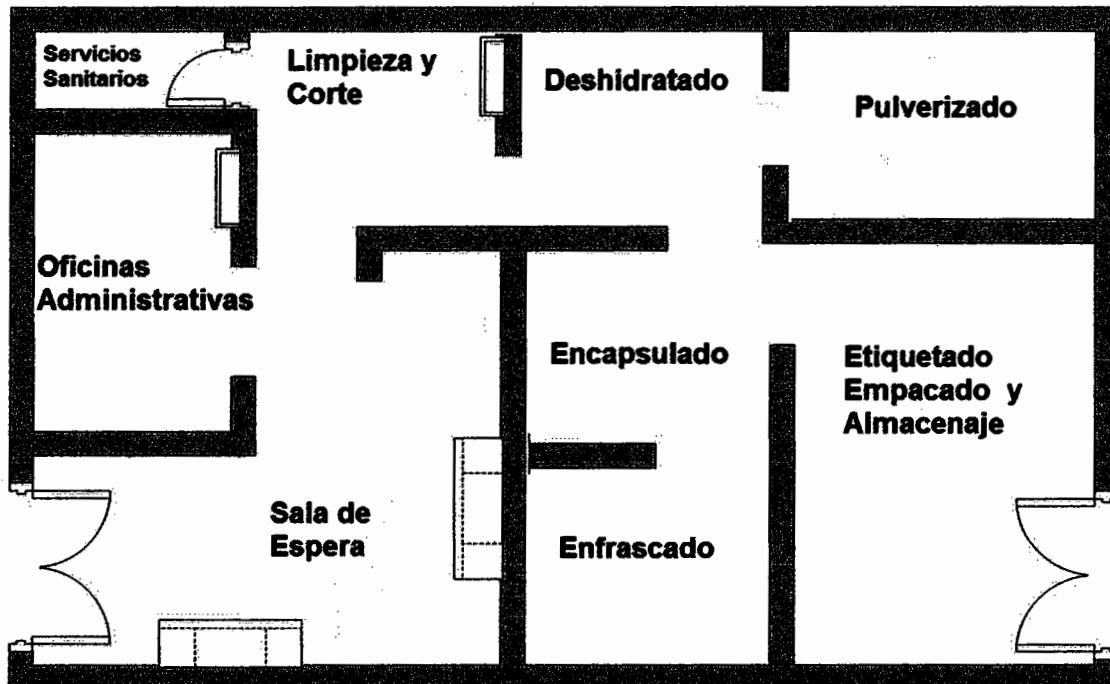 Servicios
Sanitarios
Limpieza y
Corte
Deshidratado
Pulverizado
Oficinas
Administrativas
Encapsulado
Etiquetado
Empacado y
Almacenaje
Sala de
Espera
Enfrascado